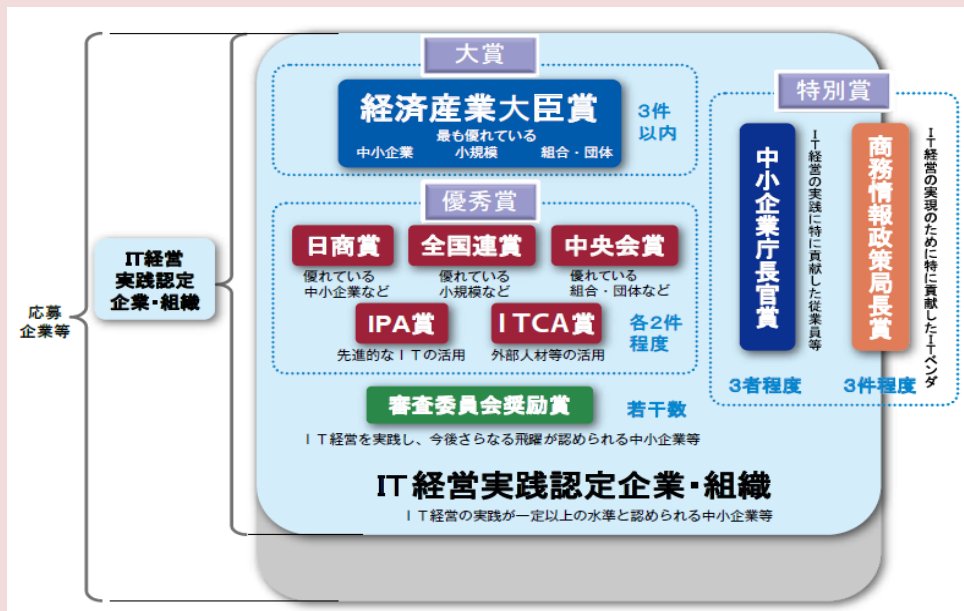 大賞
経済産業大臣賞
最も優れている
中小企業 小規模 組合・団体
3件
以内
優秀賞
日商賞 全国連賞 中央会賞
優れている 優れている 優れている
中小企業など 小規模など 組合・団体など
IPA賞 ITCA賞
先進的なITの活用 外部人材等の活用
各2件
程度
審査委員会奨励賞 若干数
IT経営を実践し、今後さらなる飛躍が認められる中小企業等
IT経営実践認定企業・組織
IT経営の実践が一定以上の水準と認められる中小企業等
特別賞
中小企業庁長官賞
IT経営の実践に特に貢献した従業員等
3者程度
商務情報政策局長賞
IT経営の実現のために特に貢献したITベンダ
3件程度
IT経営
実践認定
企業・組織
応募
企業等